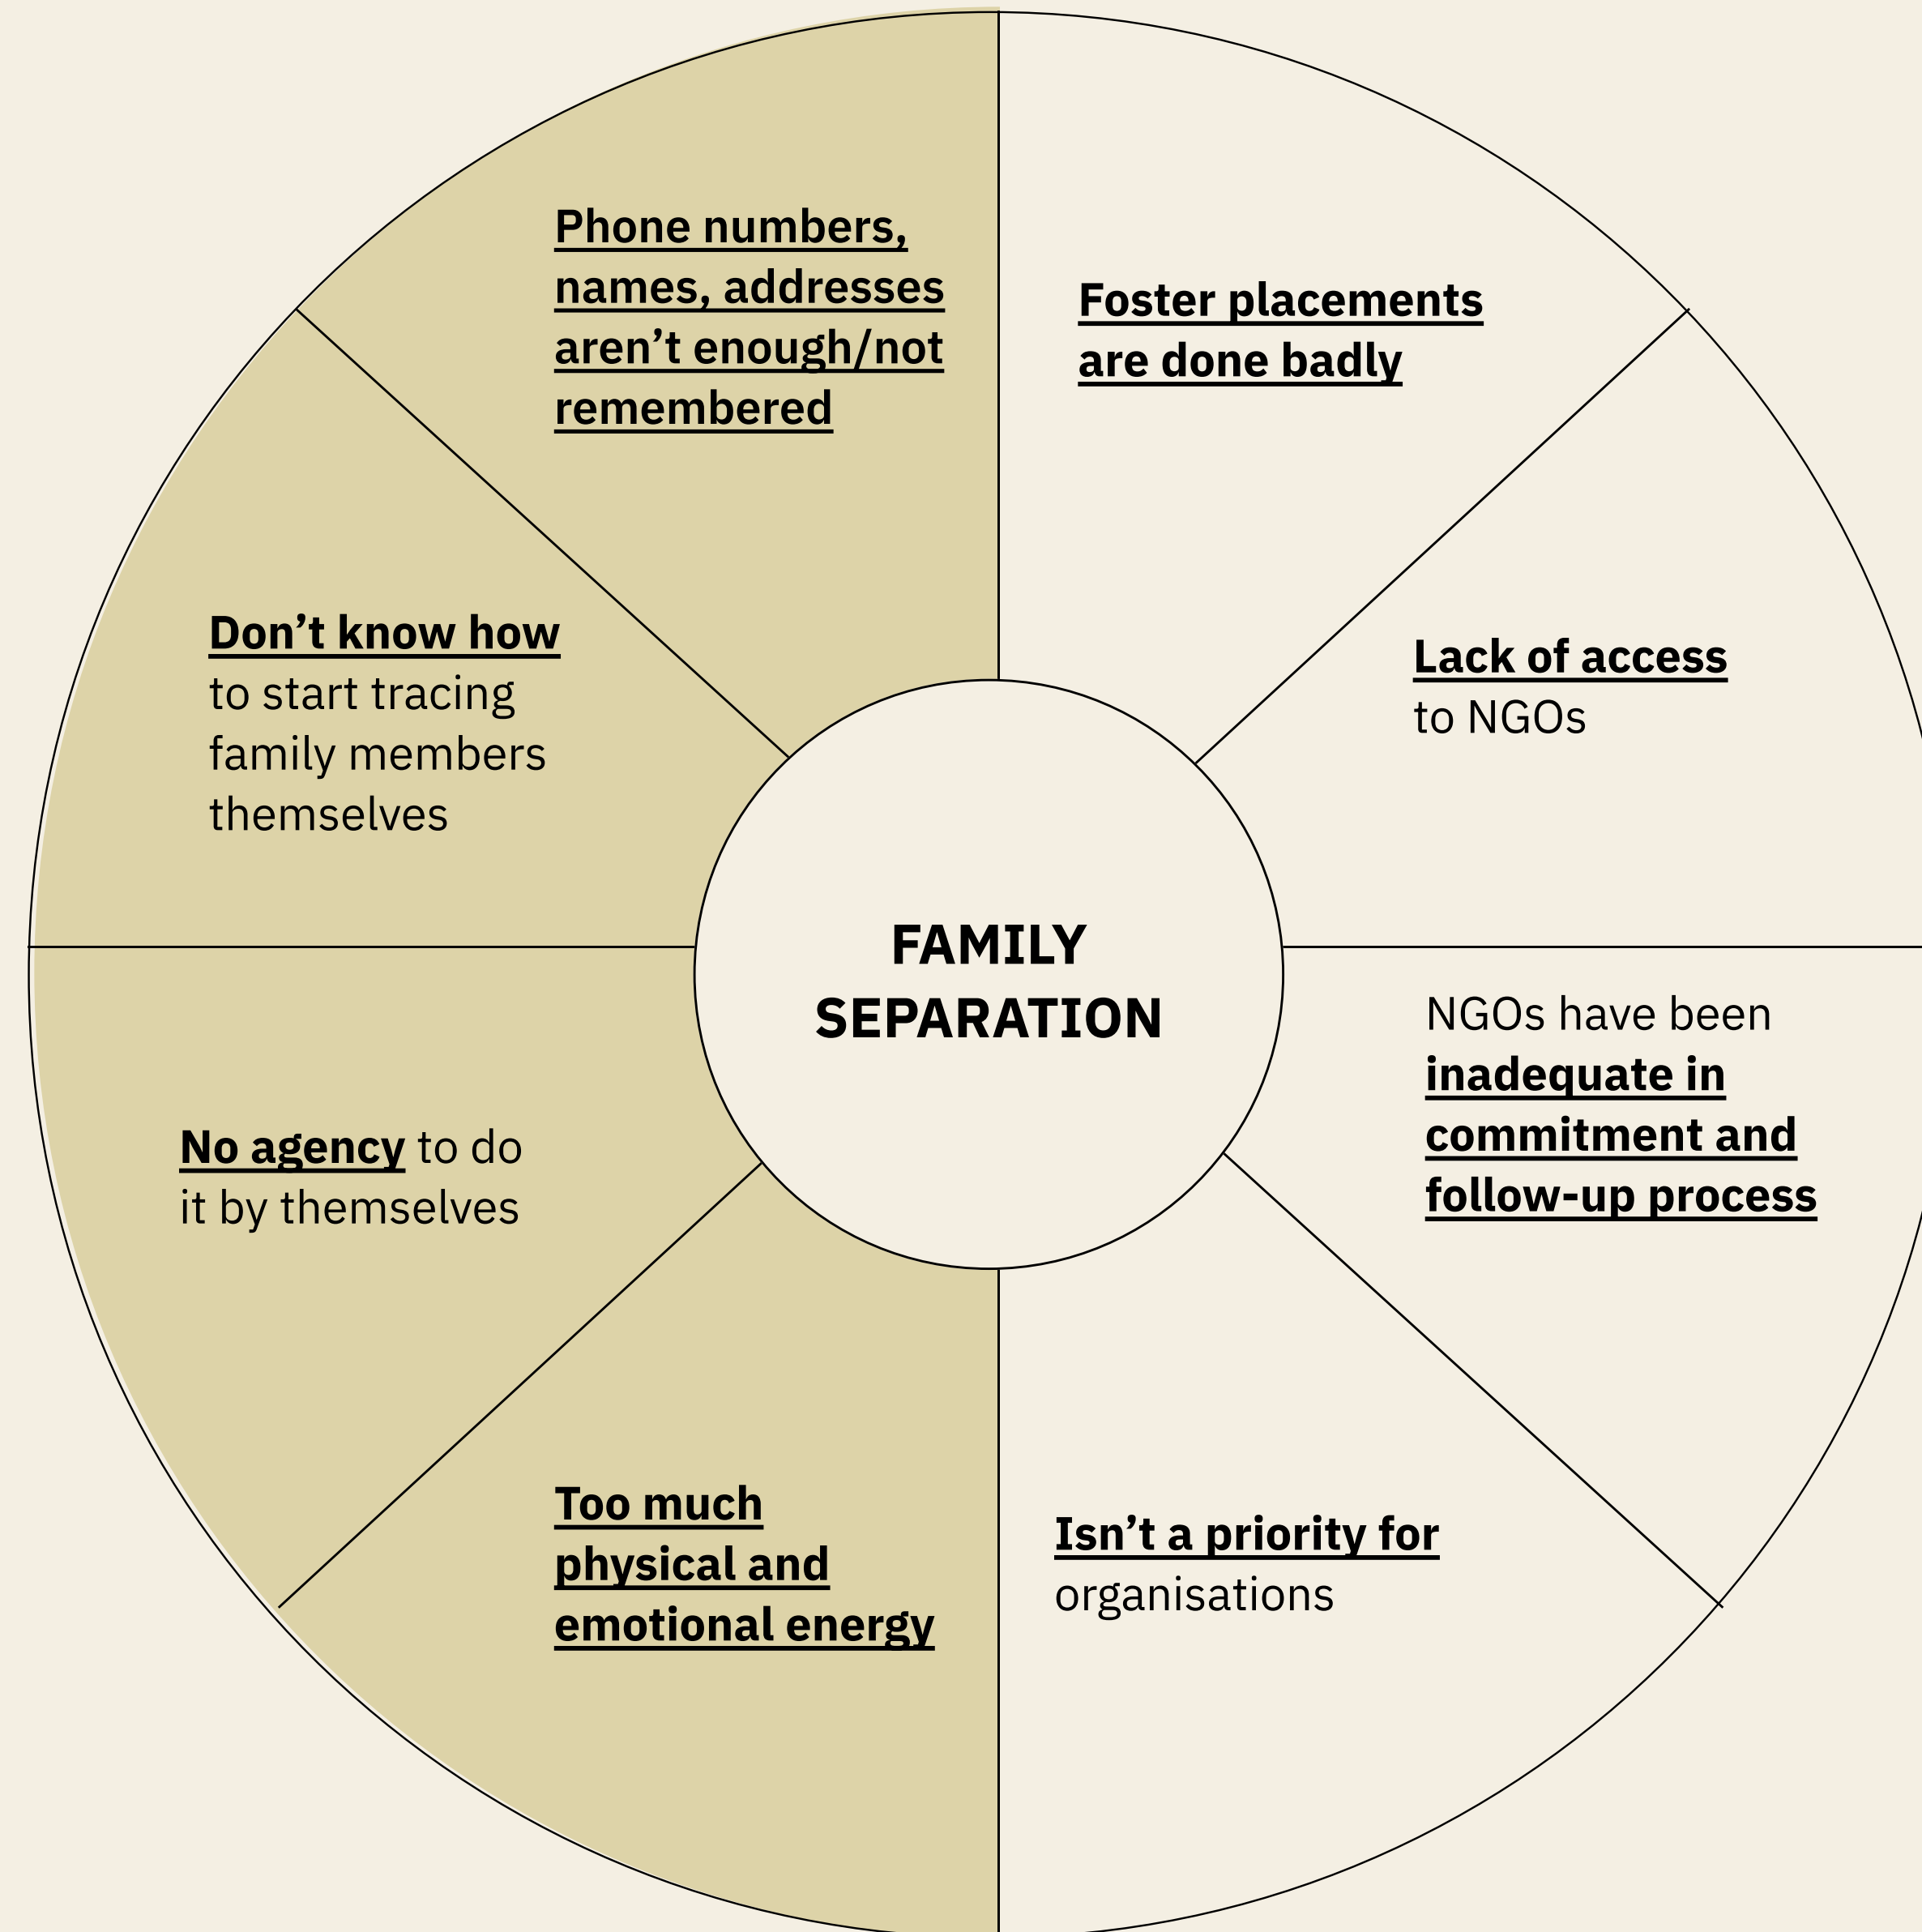 Phone numbers,
names, addresses
aren’t enough/not
remembered
Foster placements
are done badly
Don’t know how
to start tracing
family members
themselves
Lack of access
to NGOs
FAMILY
SEPARATION
NGOs have been
inadequate in
commitment and
follow-up process
No agency to do
it by themselves
Too much
physical and
emotional energy
Isn’t a priority for
organisations